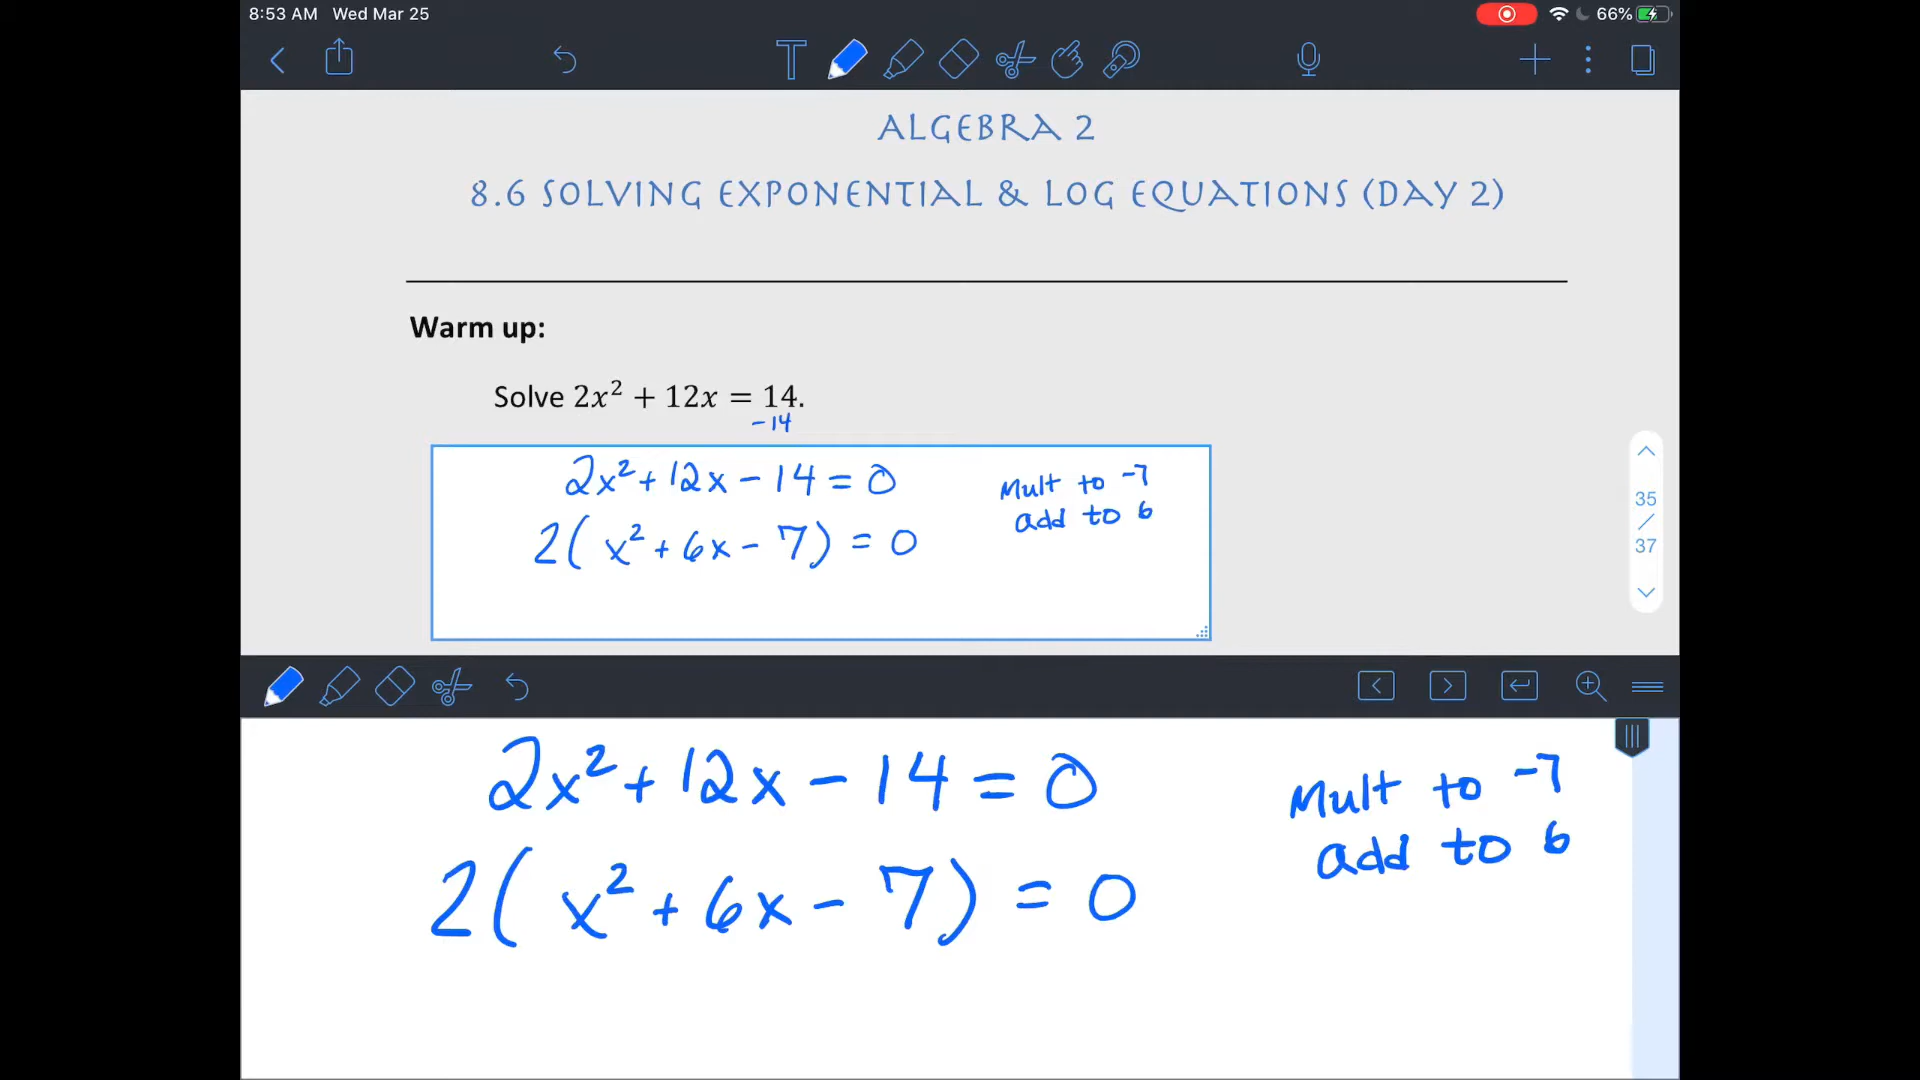 8:53 AM Wed Mar 25
66%
T
ALGEBRA 2
8.6 SOLVING EXPONENTIAL & LOG EQUATIONS (DAY 2)
Warm up:
Solve 2x² + 12x = 14.
-14
2x² + 12x - 14 = 0
Mult to -7
add to 6
2( x² + 6x - 7) = 0
35
/
37
2x² + 12x - 14 = 0
Mult to -7
add to 6
2( x² + 6x - 7) = 0